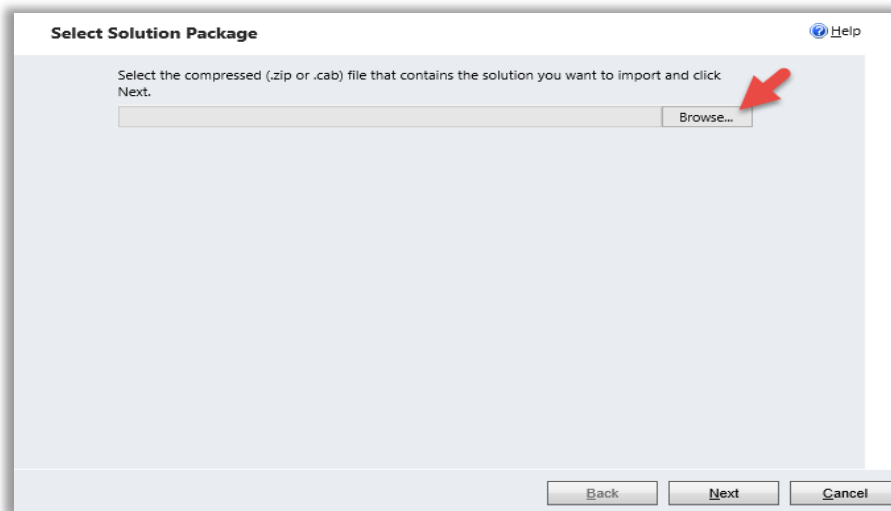 Select Solution Package
Help
Select the compressed (.zip or .cab) file that contains the solution you want to import and click
Next.
Browse...
Back
Next
Cancel